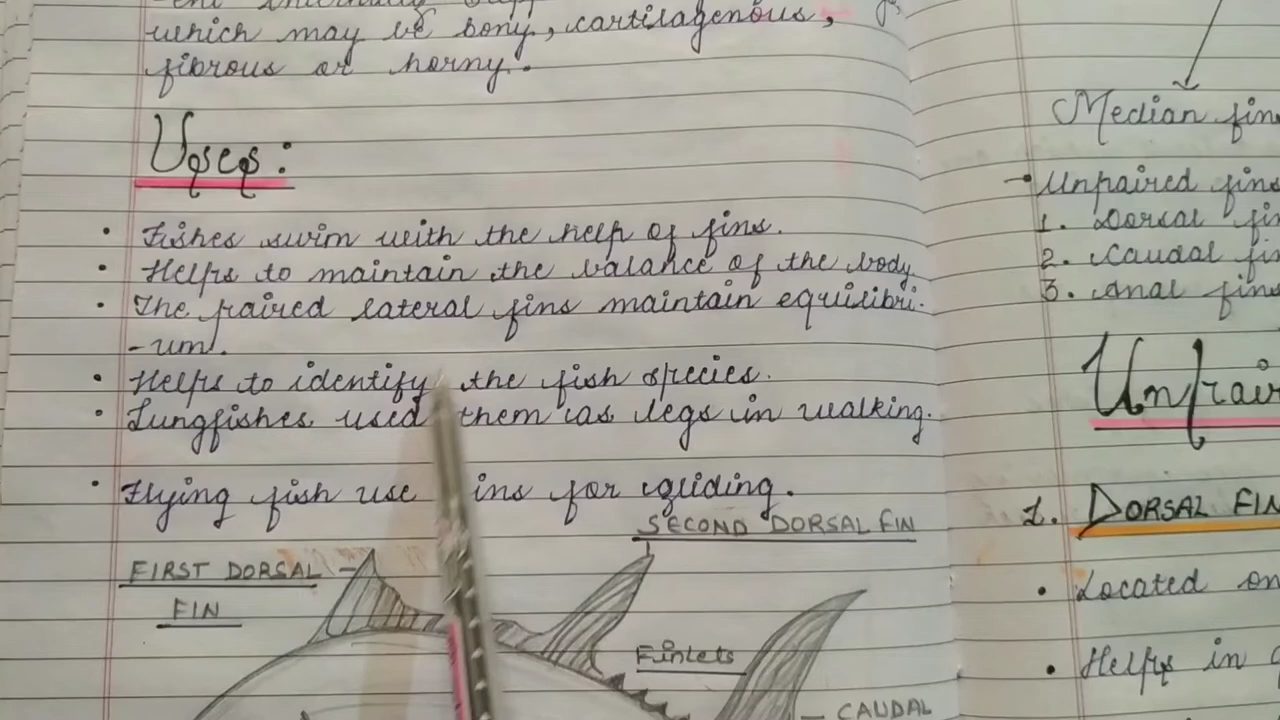 which may be bony, cartilagenous,
fibrous or horny.
Uses:
• Fishes swim with the help of fins.
• Helps to maintain the balance of the body.
• The paired lateral fins maintain equilibri-
-um.
• Helps to identify the fish species.
• Lungfishes used them as legs in walking.
• Flying fish use ins for gliding.
SECOND DORSAL FIN
FIRST DORSAL
FIN
Finlets
CAUDAL
Median fin
Unpaired fins
1. Dorsal fi
2. Caudal fi
3. Anal fins
Unpair
1. DORSAL FIN
• Located on
• Helps in